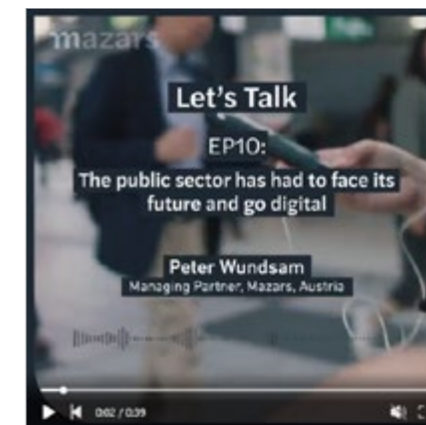 mazars
Let's Talk
EP10:
The public sector has had to face its
future and go digital
Peter Wundsam
Managing Partner, Mazars, Austria
0:02 / 0:39